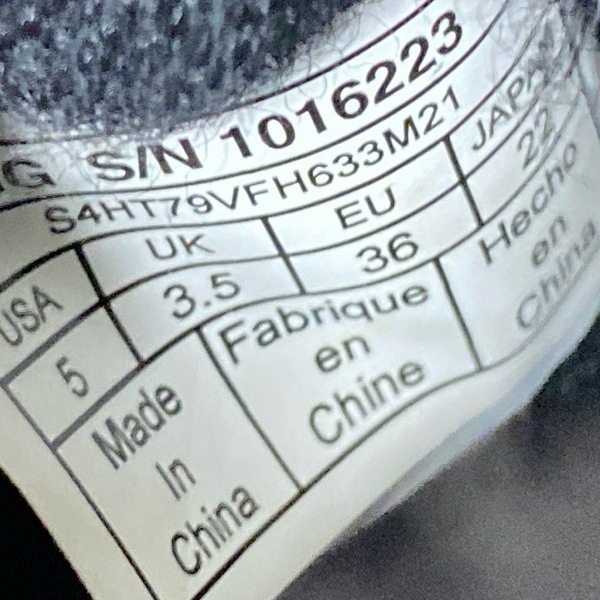 S/N 1016223
S4HT79VFH633M21
USA UK EU JAPAN
5 3.5 36 22
Made
In
China
Fabrique
en
Chine
Hecho
en
China